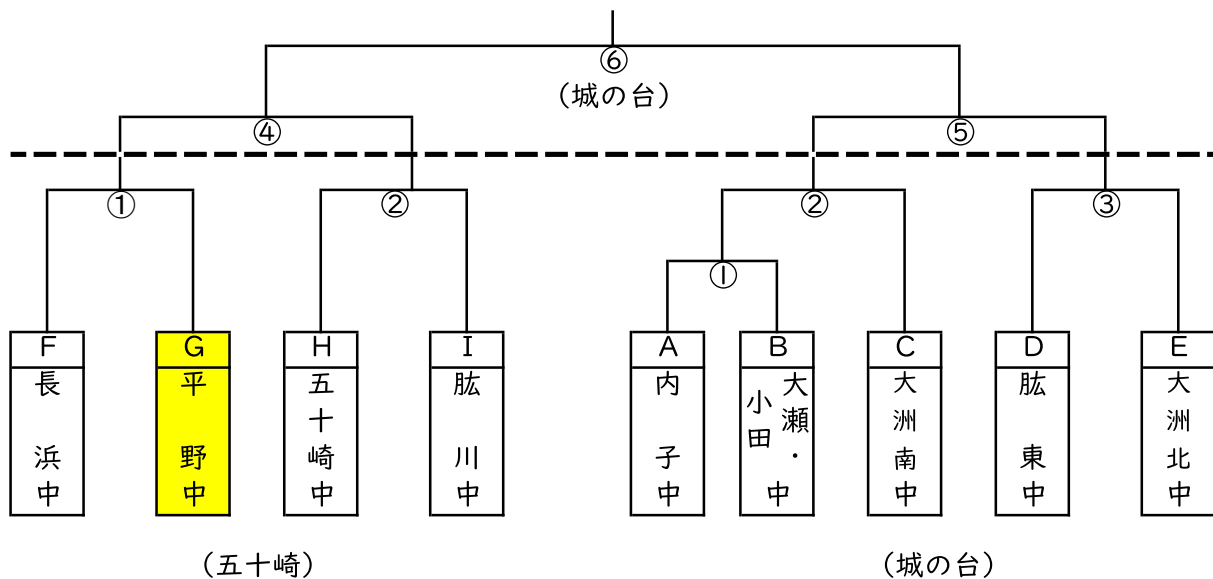 ⑥
(城の台)
④
⑤
①
②
②
③
①
F
長浜中
G
平野中
H
五十崎中
I
肱川中
A
内子中
B
大瀬・
小田中
C
大洲南中
D
肱東中
E
大洲北中
(五十崎)
(城の台)